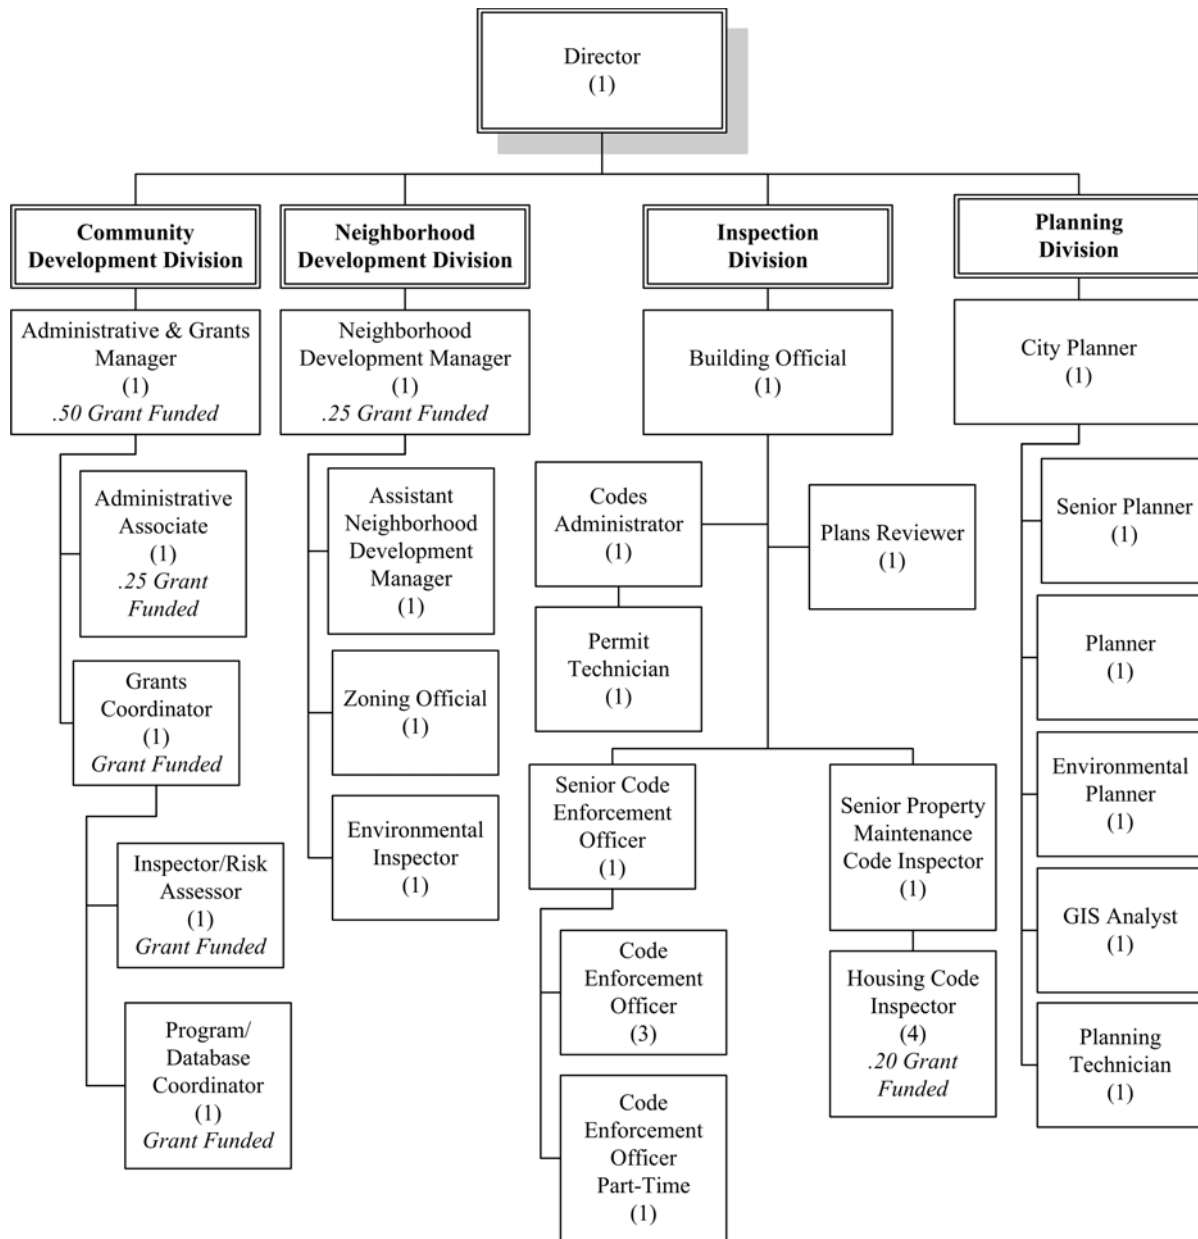 Director
(1)
Community
Development Division
Administrative & Grants
Manager
(1)
.50 Grant Funded
Administrative
Associate
(1)
.25 Grant
Funded
Grants
Coordinator
(1)
Grant Funded
Inspector/Risk
Assessor
(1)
Grant Funded
Program/
Database
Coordinator
(1)
Grant Funded
Neighborhood
Development Division
Neighborhood
Development Manager
(1)
.25 Grant Funded
Assistant
Neighborhood
Development
Manager
(1)
Zoning Official
(1)
Environmental
Inspector
(1)
Inspection
Division
Building Official
(1)
Codes
Administrator
(1)
Permit
Technician
(1)
Plans Reviewer
(1)
Senior Code
Enforcement
Officer
(1)
Code
Enforcement
Officer
(3)
Code
Enforcement
Officer
Part-Time
(1)
Senior Property
Maintenance
Code Inspector
(1)
Housing Code
Inspector
(4)
.20 Grant
Funded
Planning
Division
City Planner
(1)
Senior Planner
(1)
Planner
(1)
Environmental
Planner
(1)
GIS Analyst
(1)
Planning
Technician
(1)